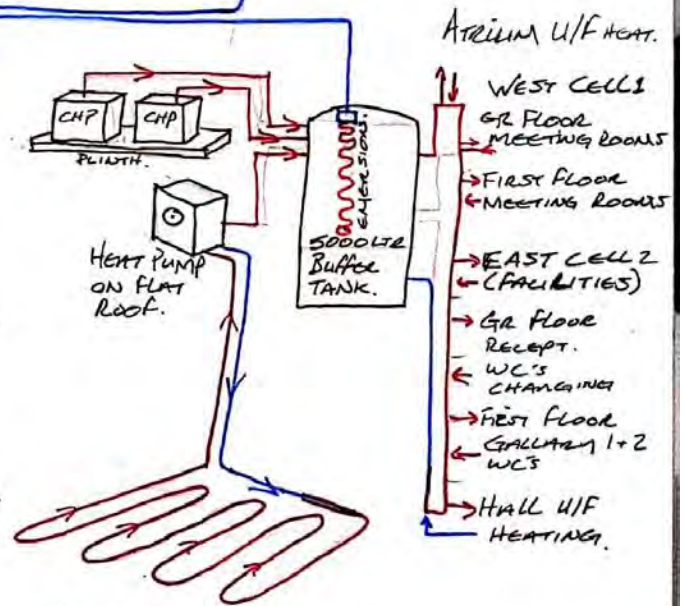 ATRIUM U/F HEAT.
WEST CELL 1
GR FLOOR
MEETING ROOMS
FIRST FLOOR
MEETING ROOMS
EAST CELL 2
(FACILITIES)
GR FLOOR
RECEPT.
WC'S
CHANGING
FIRST FLOOR
GALLARY 1+2
WC'S
HALL U/F
HEATING.
CHP
CHP
PLINTH.
EMERSIONS.
5000LTR
BUFFER
TANK.
HEAT PUMP
ON FLAT
ROOF.